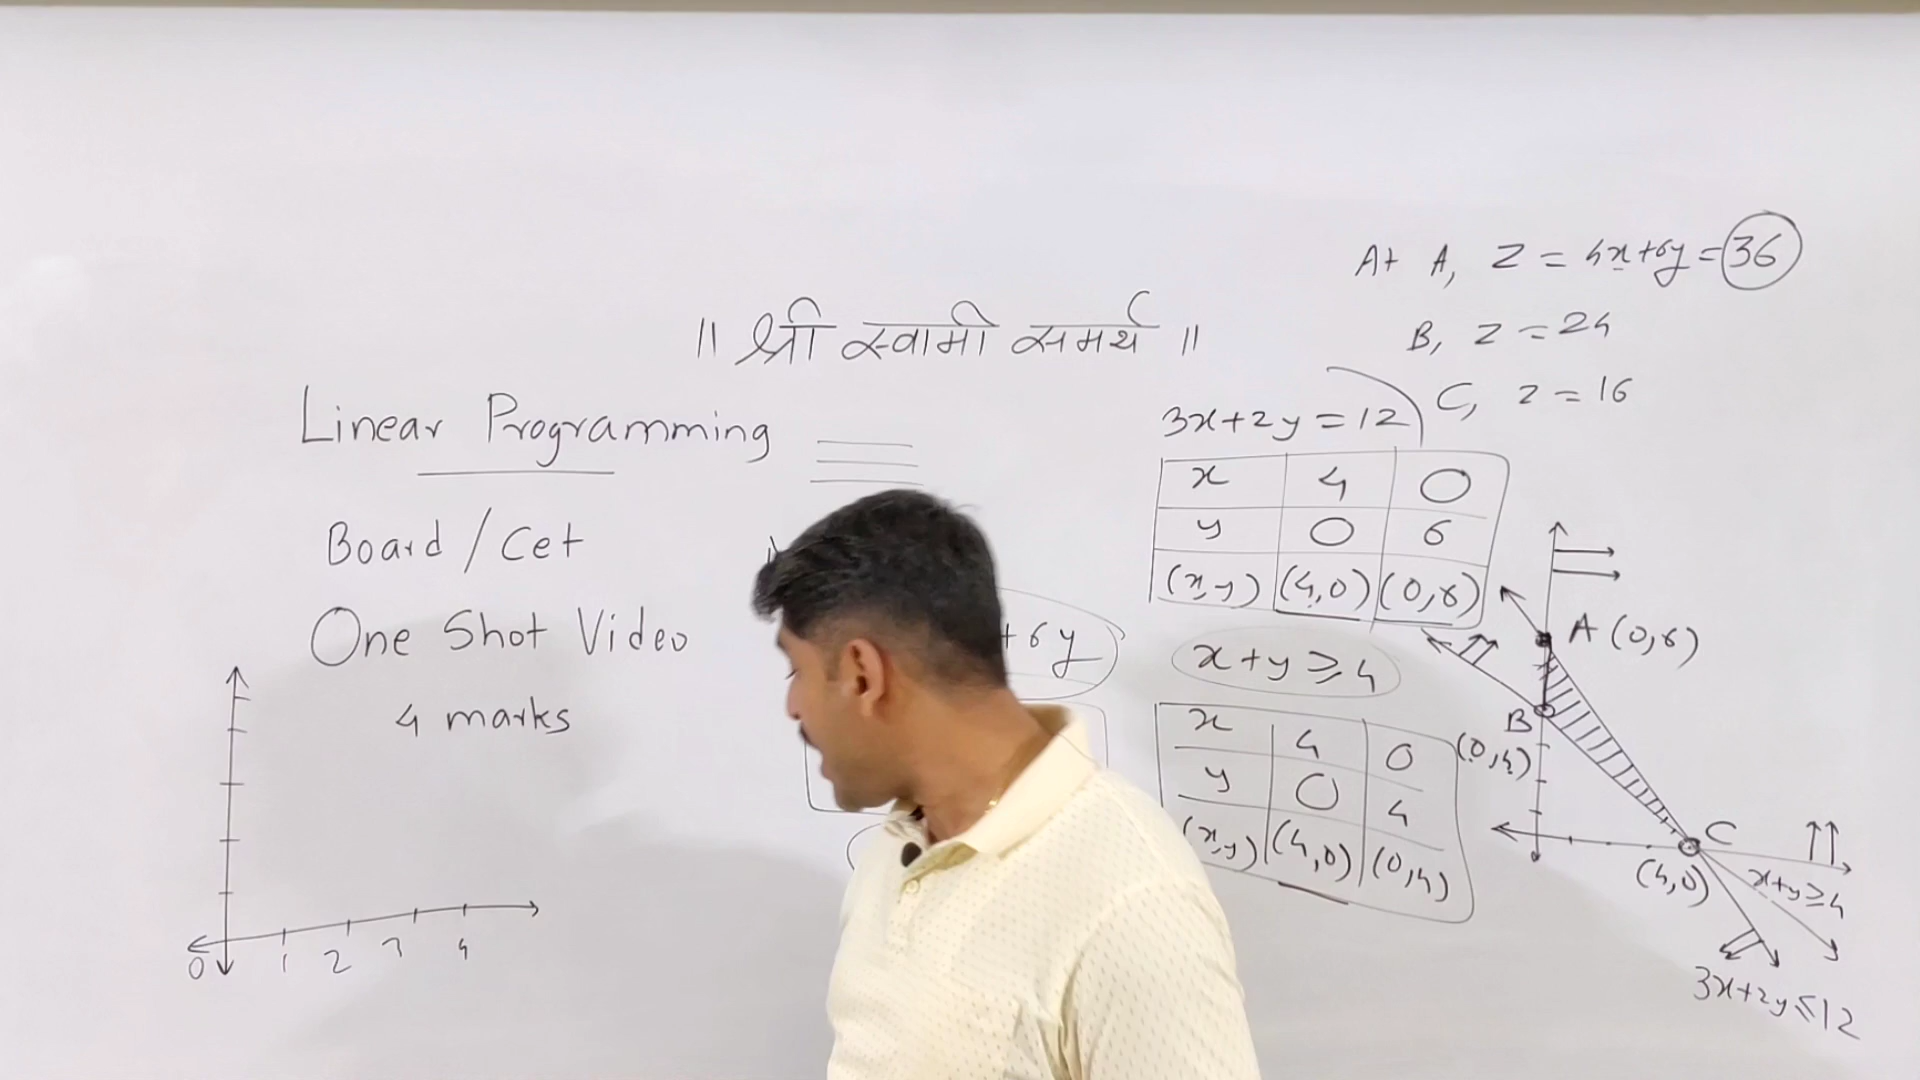 || श्री स्वामी समर्थ ||
Linear Programming
Board / Cet
One Shot Video
4 marks
0 1 2 3 4
+ 6y
At A, Z = 4x+6y = 36
B, Z = 24
C, Z = 16
3x+2y = 12
x 4 0
y 0 6
(x,y) (4,0) (0,6)
x+y ≥ 4
x 4 0
y 0 4
(x,y) (4,0) (0,4)
A (0,6)
B
(0,4)
C
(4,0)
x+y ≥ 4
3x+2y ≤ 12